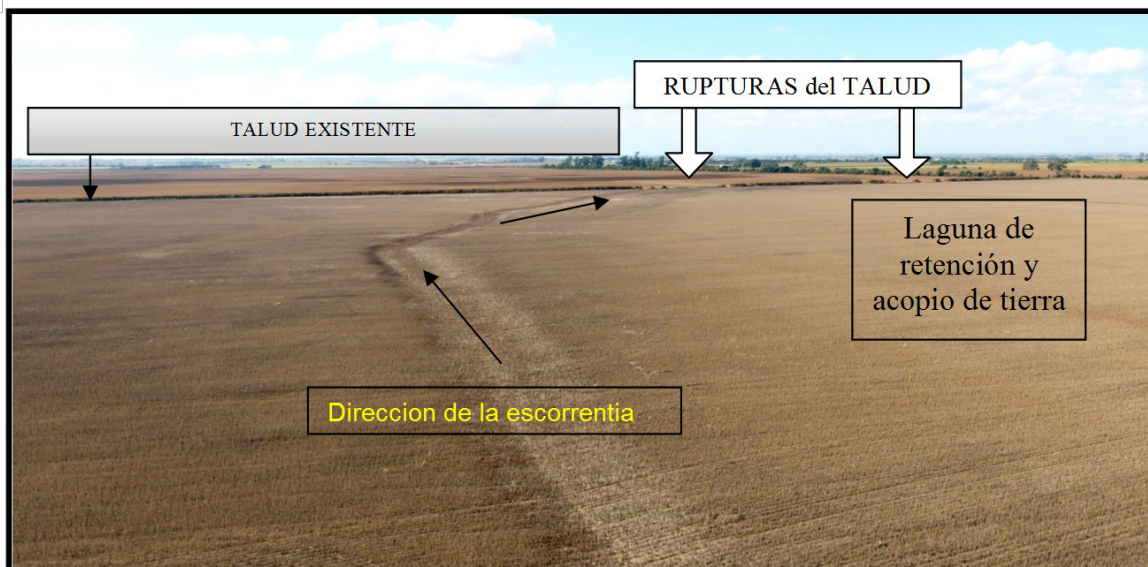 RUPTURAS del TALUD
TALUD EXISTENTE
Laguna de
retención y
acopio de tierra
Direccion de la escorrentia